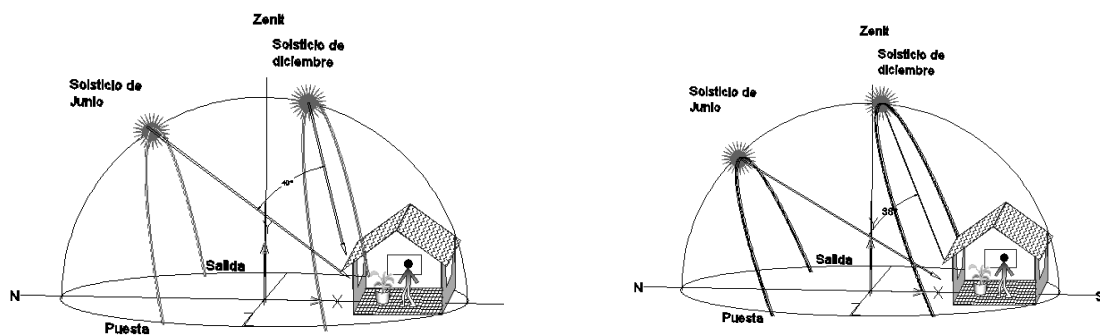 Zenit
Solsticio de
diciembre
Solsticio de
Junio
40°
Salida
N
Puesta
X
Z
Zenit
Solsticio de
diciembre
Solsticio de
Junio
Y
Salida
N
X
S
Puesta
Z